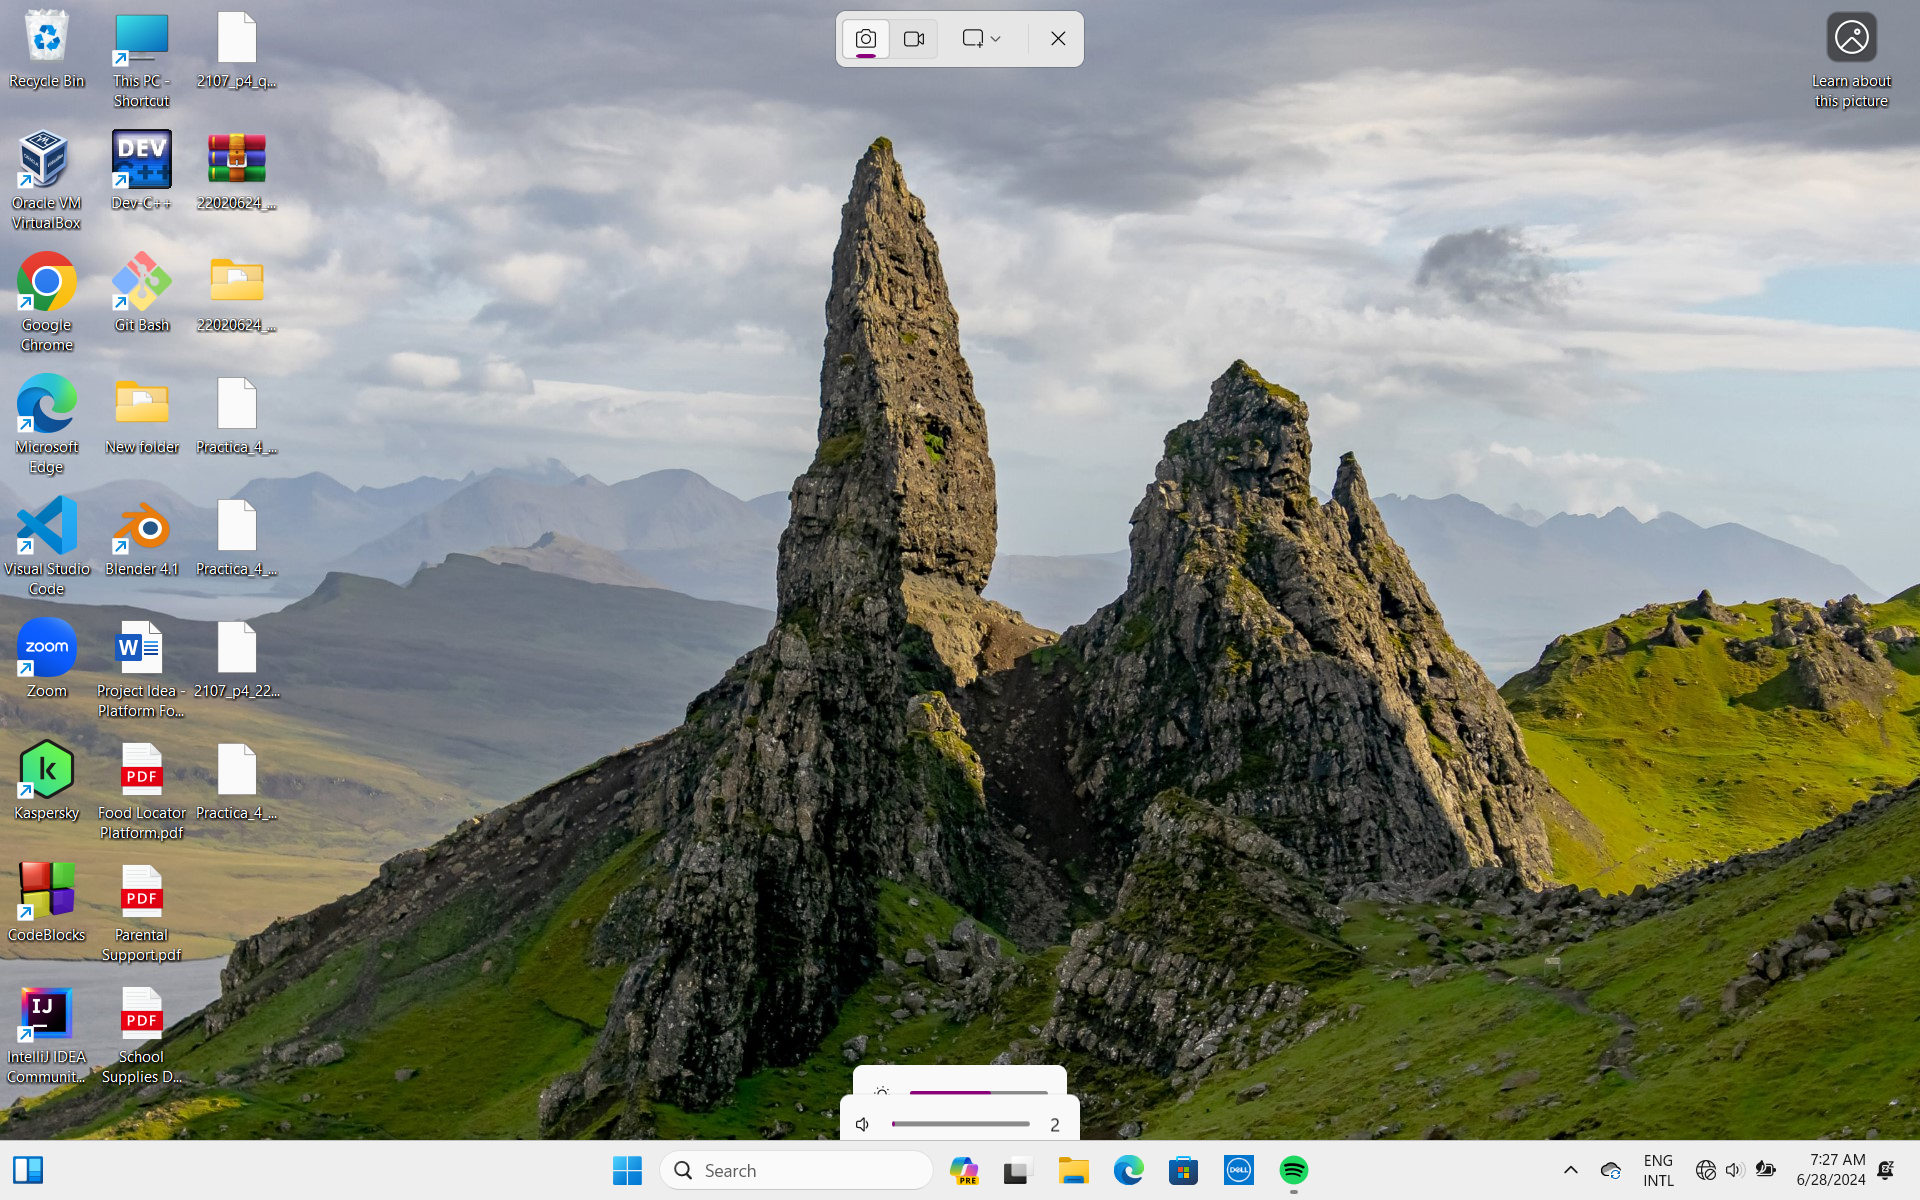 Recycle Bin
This PC -
Shortcut
2107_p4_q...
Learn about
this picture
Oracle VM
VirtualBox
DEV
C++
Dev-C++
22020624_...
Google
Chrome
Git Bash
22020624_...
Microsoft
Edge
New folder
Practica_4_...
Visual Studio
Code
Blender 4.1
Practica_4_...
zoom
Zoom
W
Project Idea -
Platform Fo...
2107_p4_22...
k
Kaspersky
PDF
Food Locator
Platform.pdf
Practica_4_...
CodeBlocks
PDF
Parental
Support.pdf
IJ
IntelliJ IDEA
Communit...
PDF
School
Supplies D...
2
Search
PRE
DELL
ENG
INTL
7:27 AM
6/28/2024